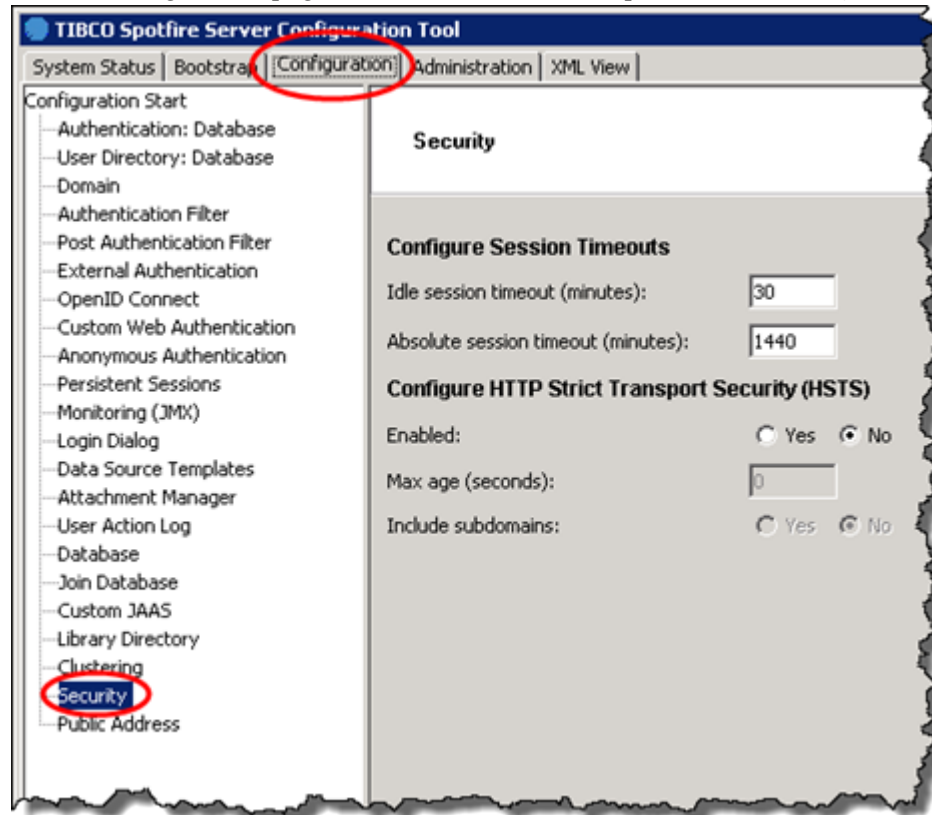 TIBCO Spotfire Server Configuration Tool
System Status Bootstrap Configuration Administration XML View
Configuration Start
Authentication: Database
User Directory: Database
Domain
Authentication Filter
Post Authentication Filter
External Authentication
OpenID Connect
Custom Web Authentication
Anonymous Authentication
Persistent Sessions
Monitoring (JMX)
Login Dialog
Data Source Templates
Attachment Manager
User Action Log
Database
Join Database
Custom JAAS
Library Directory
Clustering
Security
Public Address
Security
Configure Session Timeouts
Idle session timeout (minutes): 30
Absolute session timeout (minutes): 1440
Configure HTTP Strict Transport Security (HSTS)
Enabled: Yes No
Max age (seconds): 0
Include subdomains: Yes No